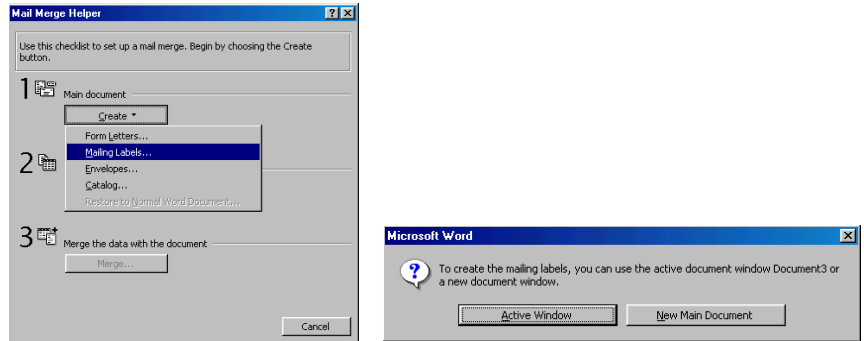 Mail Merge Helper
Use this checklist to set up a mail merge. Begin by choosing the Create
button.
1
Main document
Create
Form Letters...
Mailing Labels...
2
Envelopes...
Catalog...
Restore to Normal Word Document...
3
Merge the data with the document
Merge...
Cancel
Microsoft Word
To create the mailing labels, you can use the active document window Document3 or
a new document window.
Active Window
New Main Document